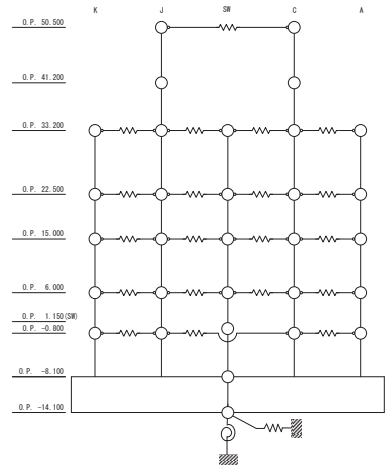 K J SW C A
O.P. 50.500
O.P. 41.200
O.P. 33.200
O.P. 22.500
O.P. 15.000
O.P. 6.000
O.P. 1.150(SW)
O.P. -0.800
O.P. -8.100
O.P. -14.100